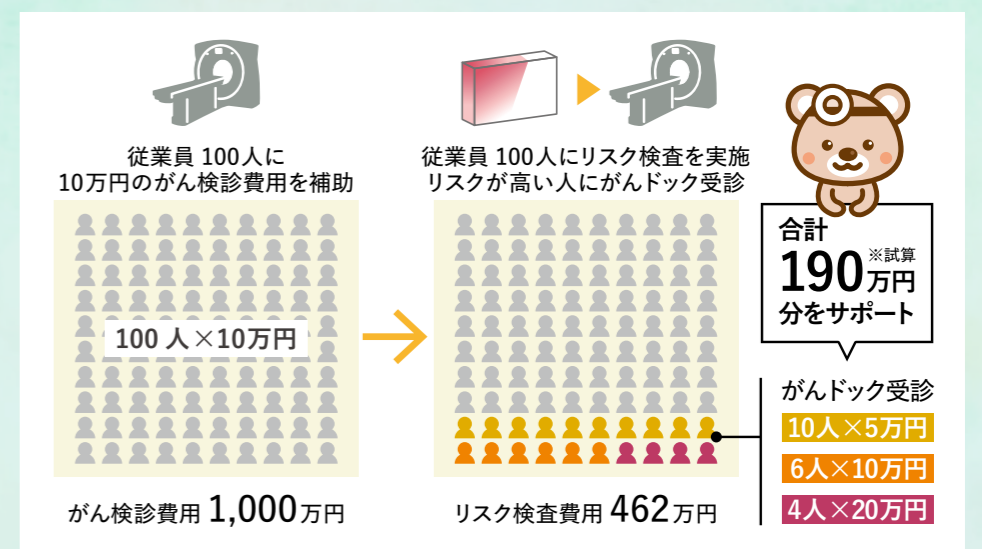 従業員 100人に
10万円のがん検診費用を補助
100 人×10万円
がん検診費用 1,000万円
従業員 100人にリスク検査を実施
リスクが高い人にがんドック受診
リスク検査費用 462万円
合計
190万円※試算
分をサポート
がんドック受診
10人×5万円
6人×10万円
4人×20万円